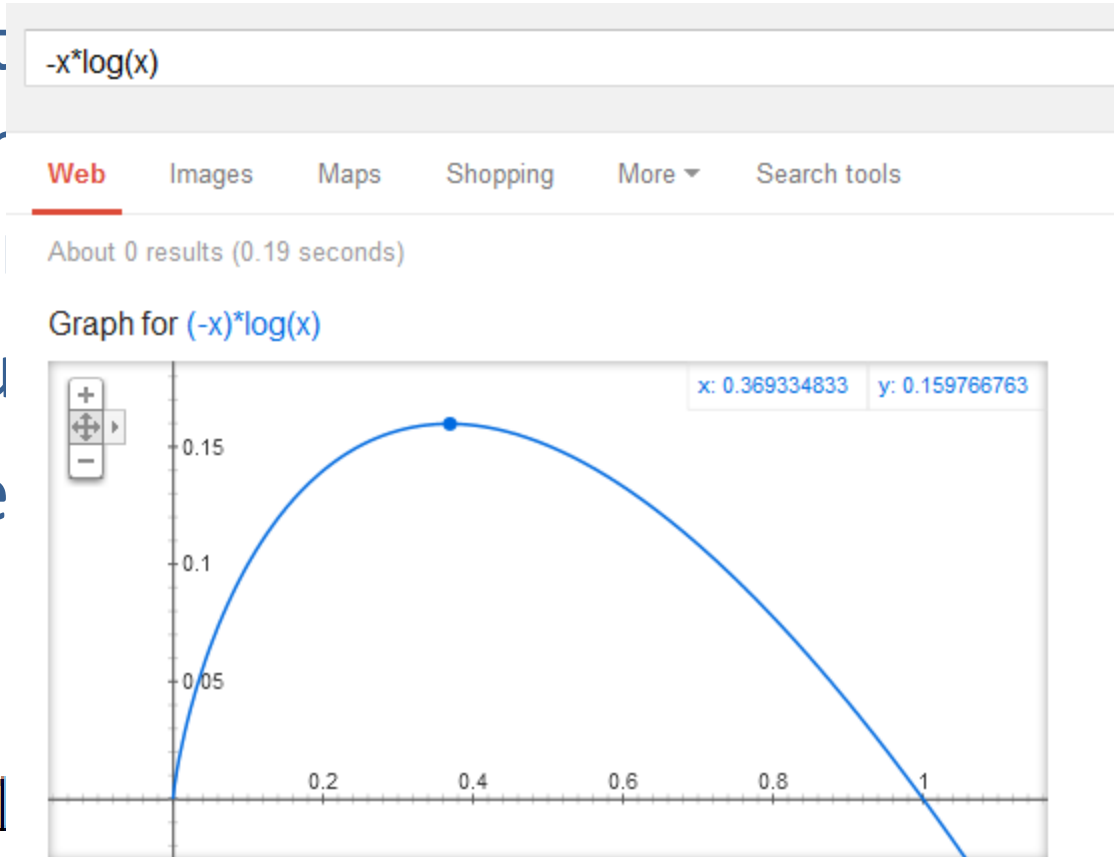 -x*log(x)
Web Images Maps Shopping More Search tools
About 0 results (0.19 seconds)
Graph for (-x)*log(x)
x: 0.369334833 y: 0.159766763
0.15
0.1
0.05
0.2 0.4 0.6 0.8 1